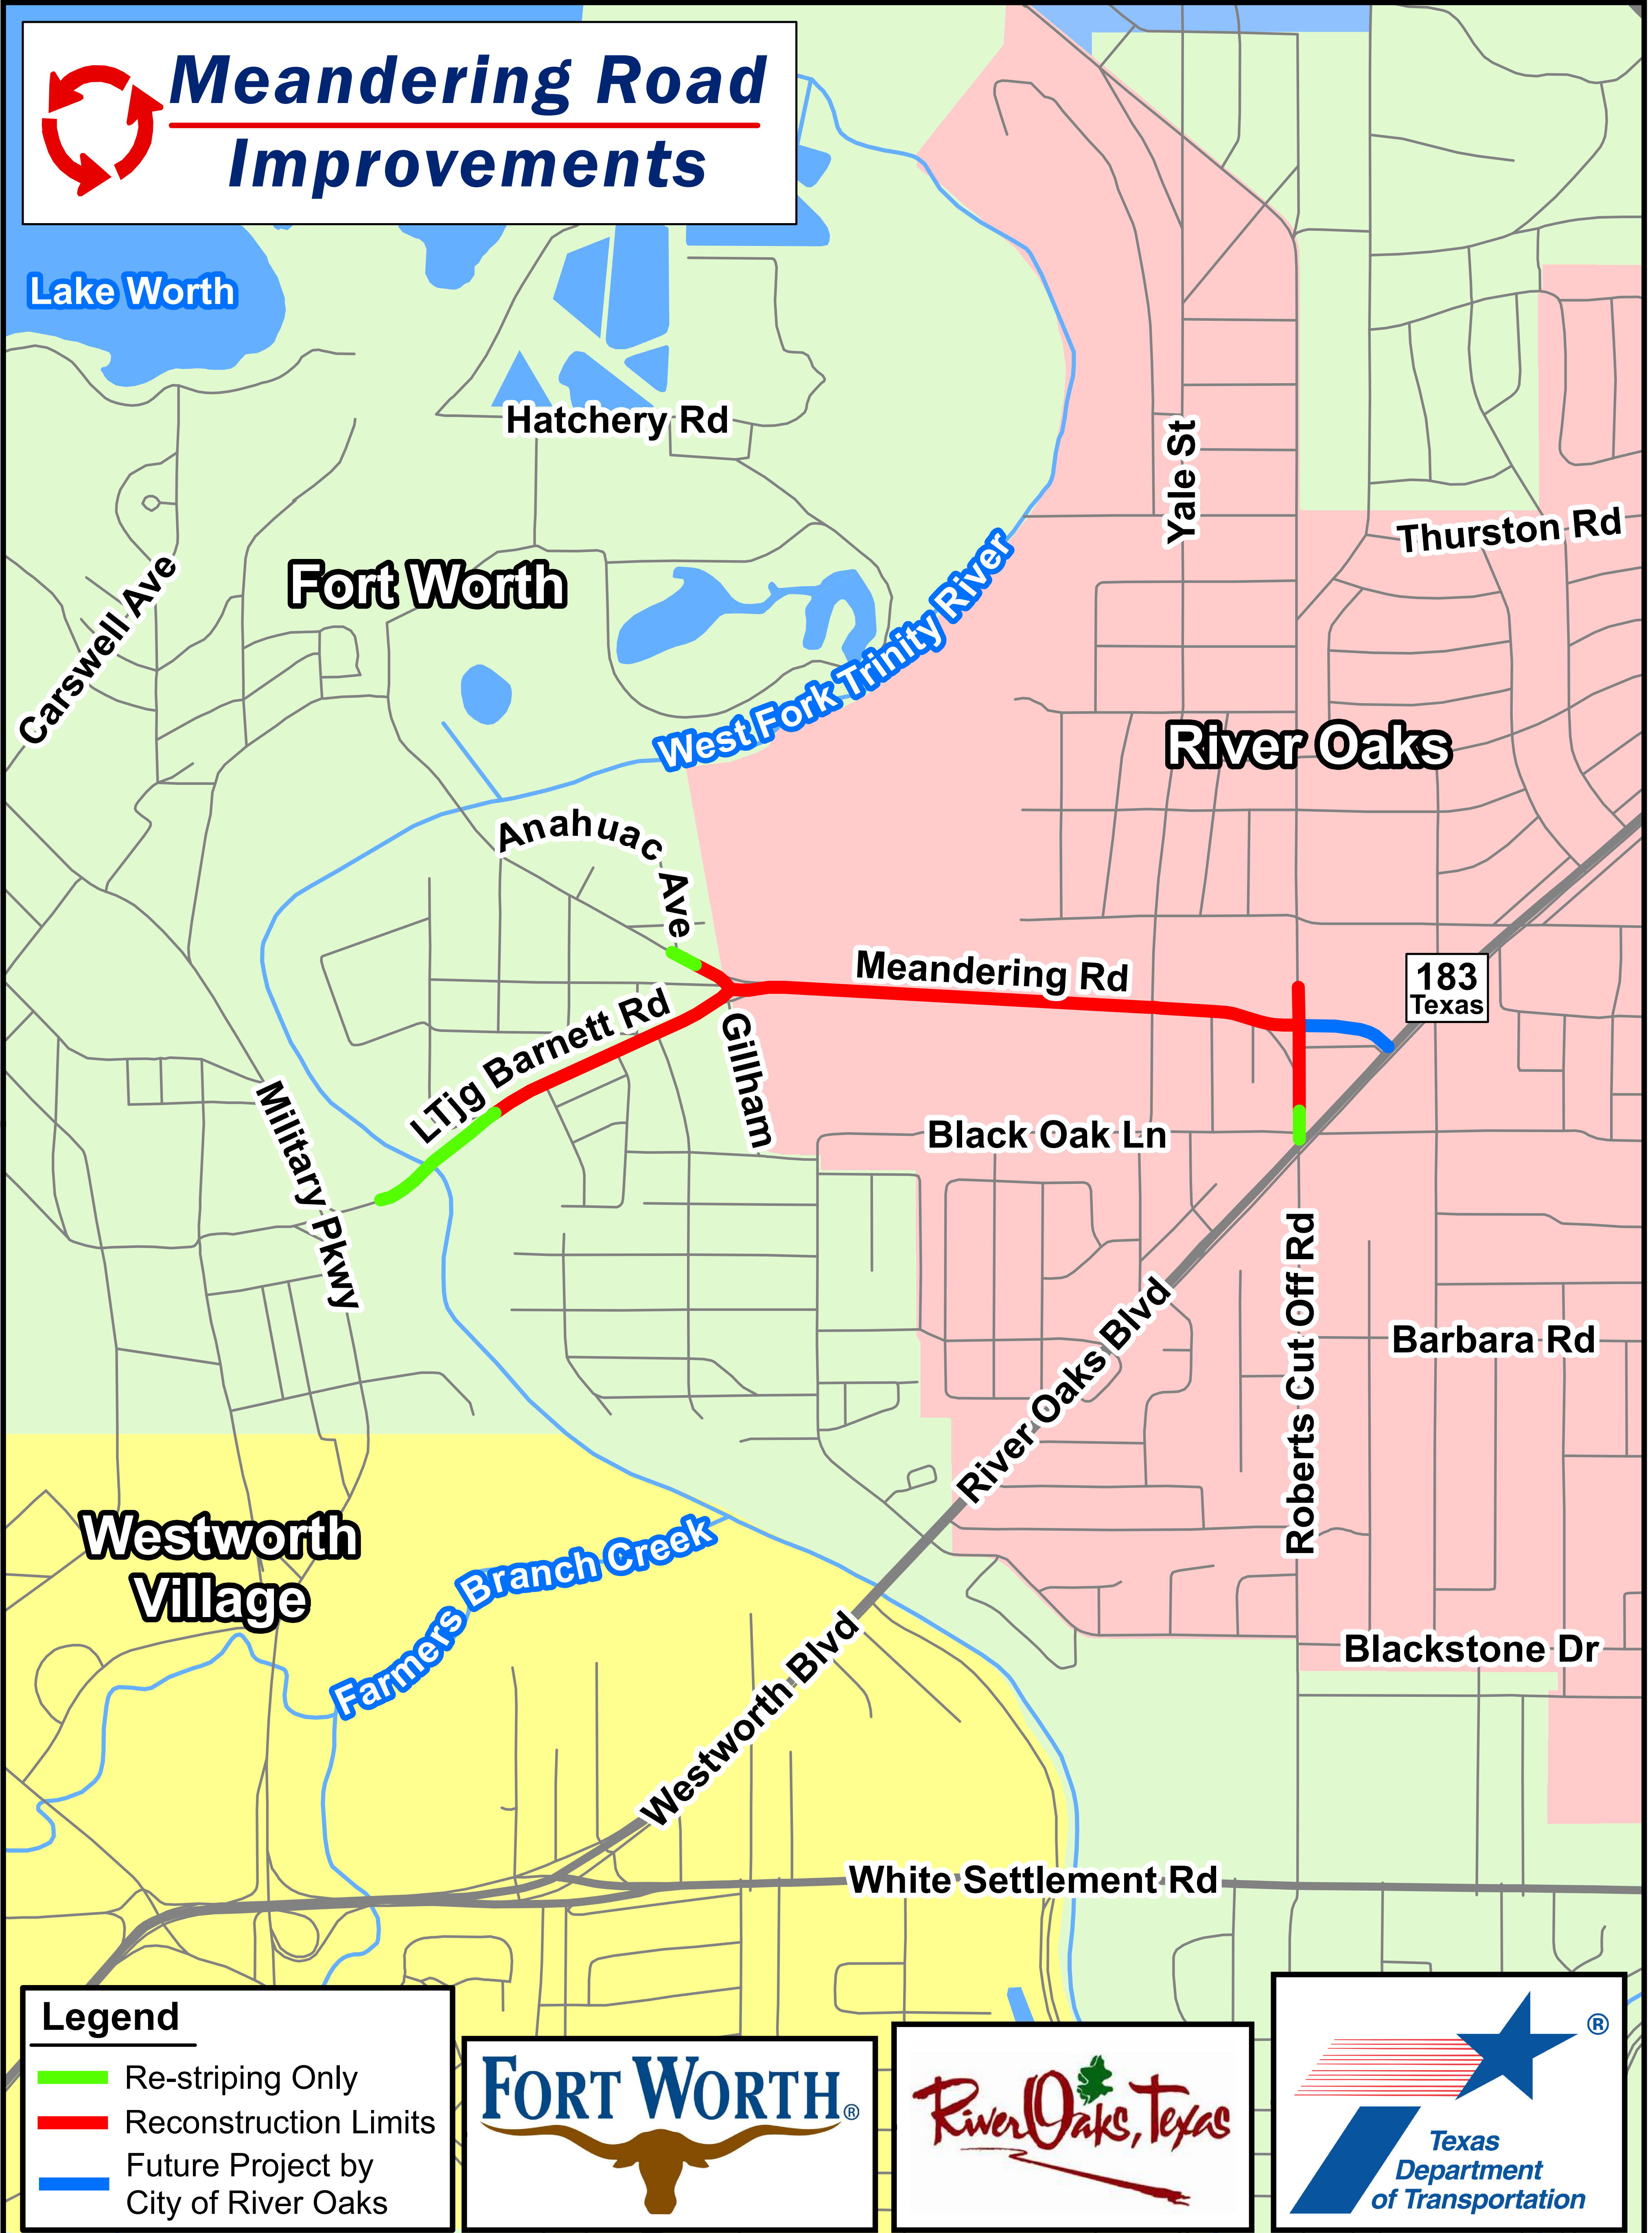 Meandering Road
Improvements
Lake Worth
Hatchery Rd
Yale St
Thurston Rd
Fort Worth
Carswell Ave
West Fork Trinity River
River Oaks
Anahuac Ave
Meandering Rd
183
Texas
LTjg Barnett Rd
Gillham
Military Pkwy
Black Oak Ln
Roberts Cut Off Rd
River Oaks Blvd
Barbara Rd
Westworth
Village
Farmers Branch Creek
Westworth Blvd
Blackstone Dr
White Settlement Rd
Legend
Re-striping Only
Reconstruction Limits
Future Project by
City of River Oaks
FORT WORTH®
River Oaks, Texas
®
Texas
Department
of Transportation